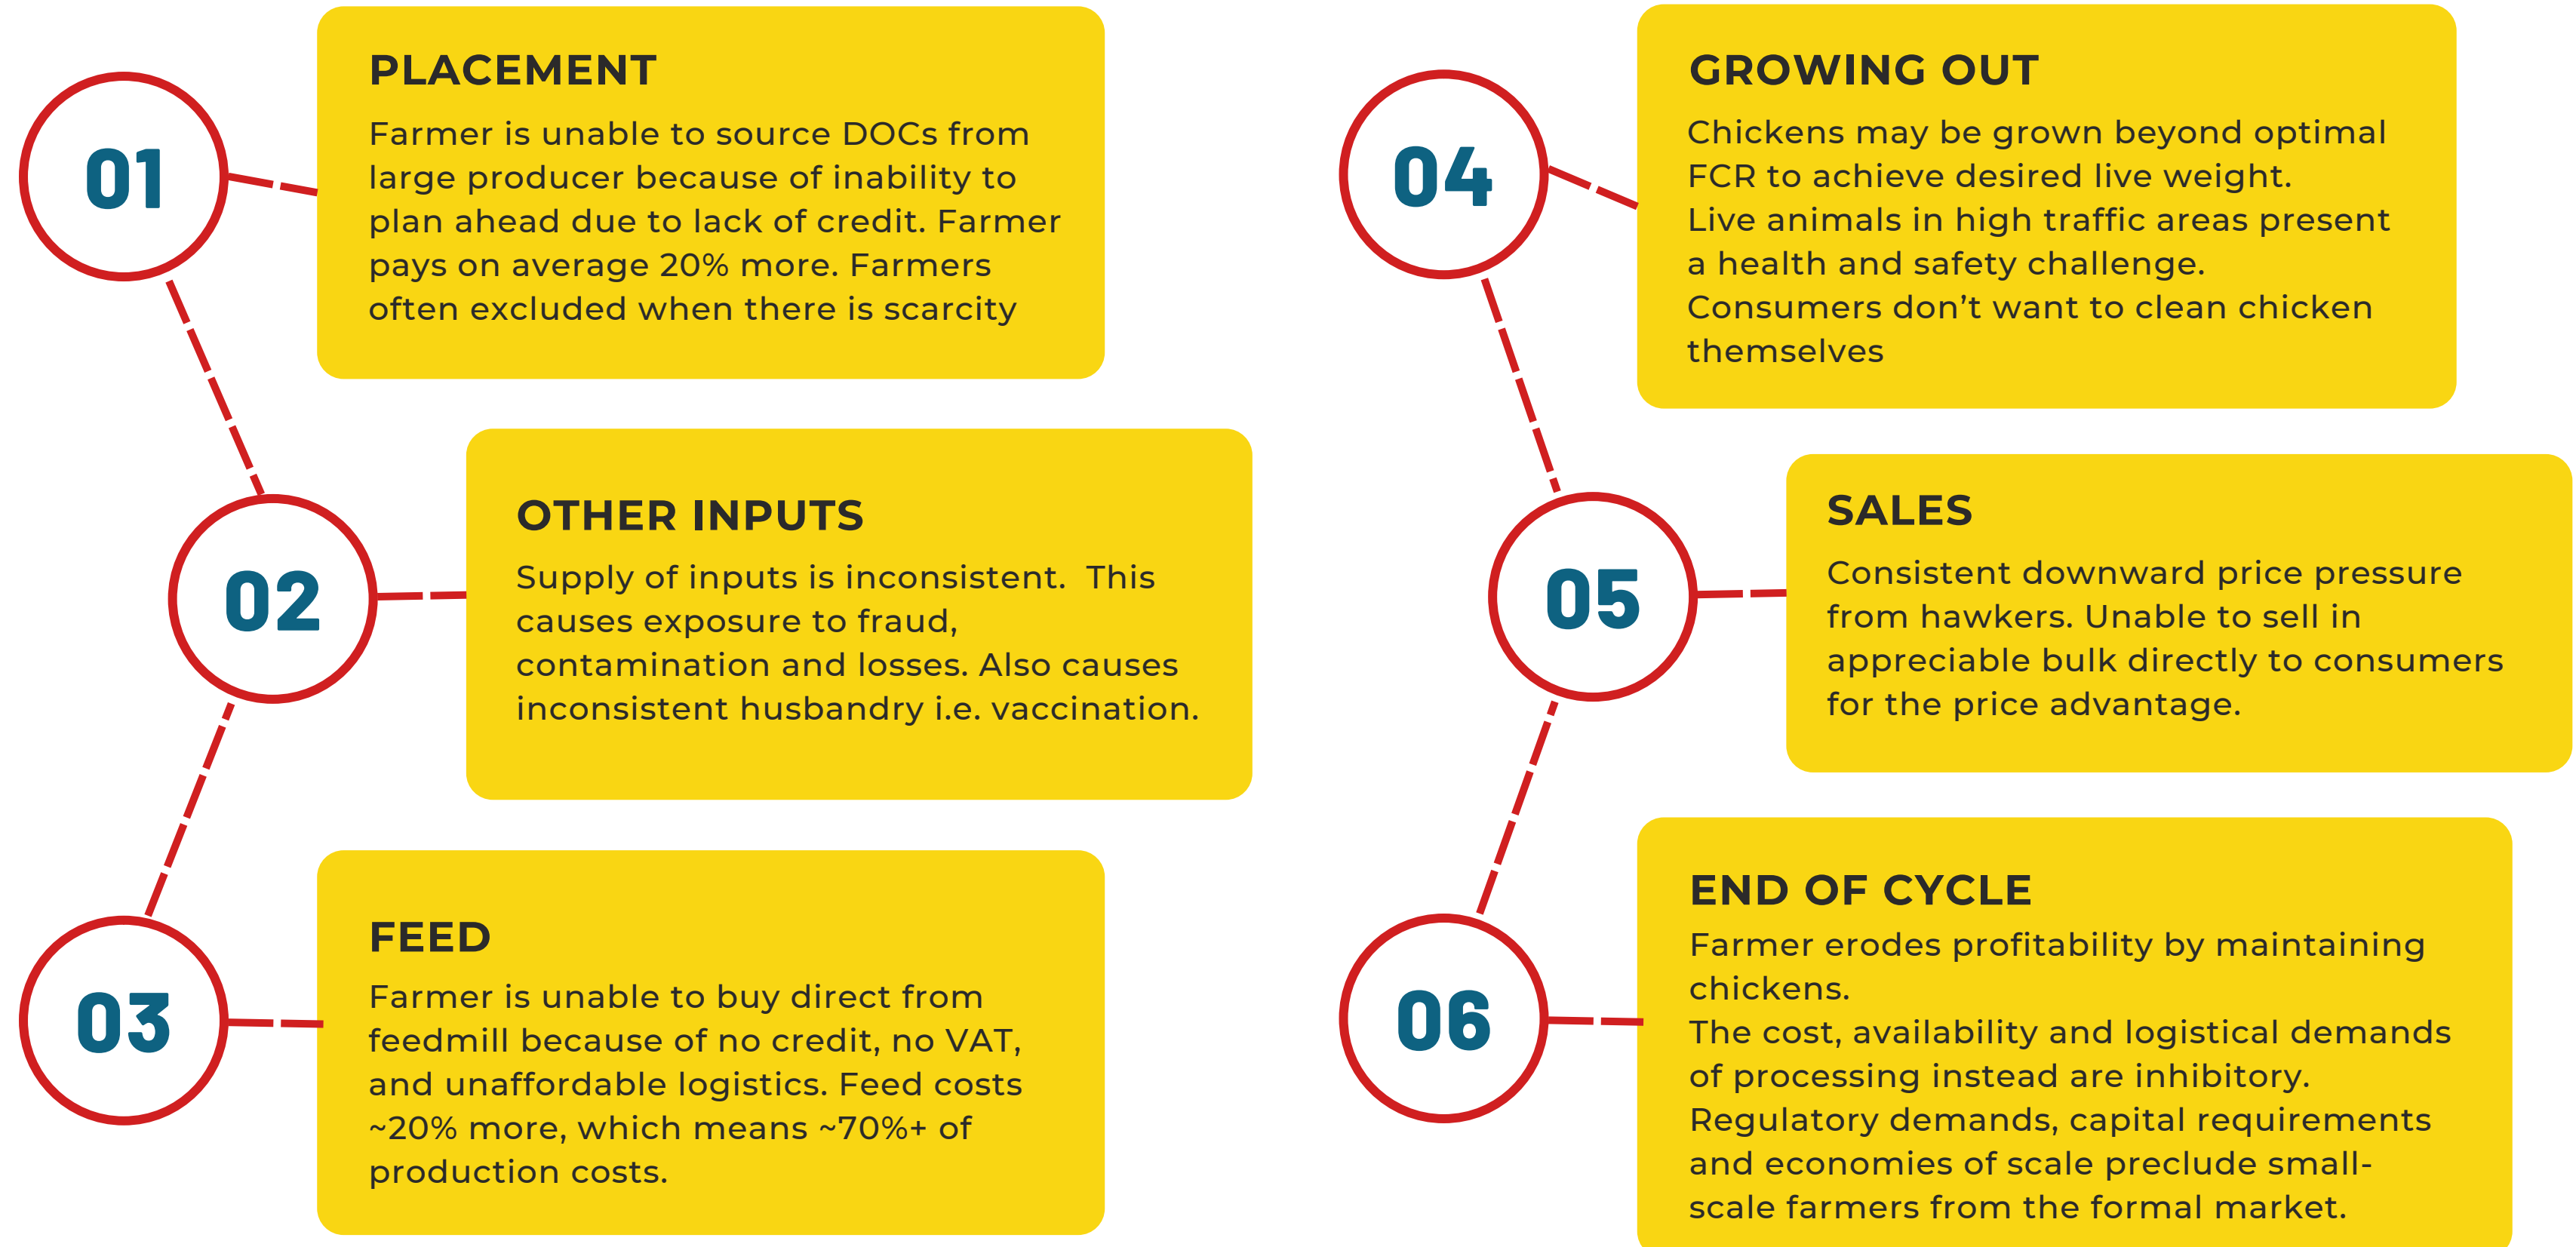 01
PLACEMENT
Farmer is unable to source DOCs from
large producer because of inability to
plan ahead due to lack of credit. Farmer
pays on average 20% more. Farmers
often excluded when there is scarcity
02
OTHER INPUTS
Supply of inputs is inconsistent.  This
causes exposure to fraud,
contamination and losses. Also causes
inconsistent husbandry i.e. vaccination.
03
FEED
Farmer is unable to buy direct from
feedmill because of no credit, no VAT,
and unaffordable logistics. Feed costs
~20% more, which means ~70%+ of
production costs.
04
GROWING OUT
Chickens may be grown beyond optimal
FCR to achieve desired live weight.
Live animals in high traffic areas present
a health and safety challenge.
Consumers don’t want to clean chicken
themselves
05
SALES
Consistent downward price pressure
from hawkers. Unable to sell in
appreciable bulk directly to consumers
for the price advantage.
06
END OF CYCLE
Farmer erodes profitability by maintaining
chickens.
The cost, availability and logistical demands
of processing instead are inhibitory.
Regulatory demands, capital requirements
and economies of scale preclude small-
scale farmers from the formal market.